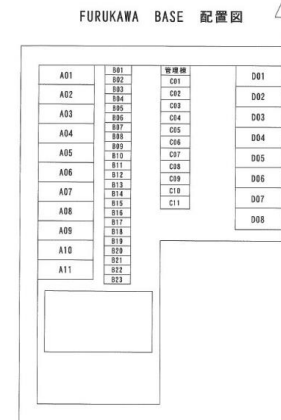 FURUKAWA BASE 配置図
A01
A02
A03
A04
A05
A06
A07
A08
A09
A10
A11
B01
B02
B03
B04
B05
B06
B07
B08
B09
B10
B11
B12
B13
B14
B15
B16
B17
B18
B19
B20
B21
B22
B23
管理棟
C01
C02
C03
C04
C05
C06
C07
C08
C09
C10
C11
D01
D02
D03
D04
D05
D06
D07
D08